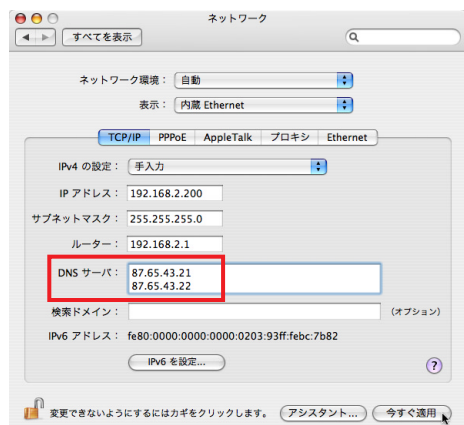 ネットワーク
すべてを表示
ネットワーク環境： 自動
表示： 内蔵 Ethernet
TCP/IP PPPoE AppleTalk プロキシ Ethernet
IPv4 の設定： 手入力
IP アドレス： 192.168.2.200
サブネットマスク： 255.255.255.0
ルーター： 192.168.2.1
DNS サーバ： 87.65.43.21
87.65.43.22
検索ドメイン： (オプション)
IPv6 アドレス： fe80:0000:0000:0000:0203:93ff:febc:7b82
IPv6 を設定...
?
変更できないようにするにはカギをクリックします。 アシスタント... 今すぐ適用